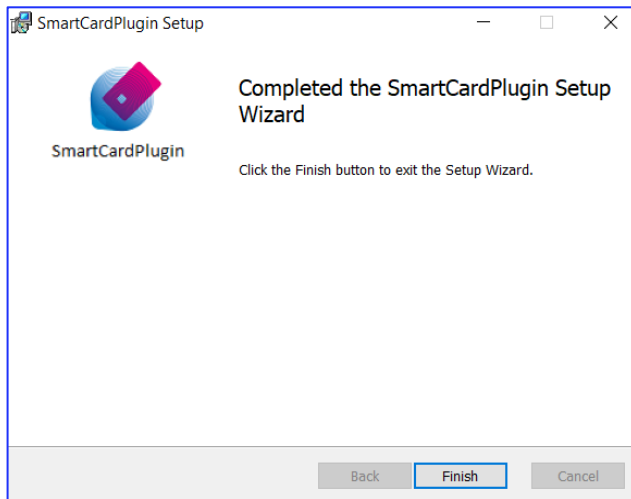 SmartCardPlugin Setup
SmartCardPlugin
Completed the SmartCardPlugin Setup
Wizard
Click the Finish button to exit the Setup Wizard.
Back
Finish
Cancel